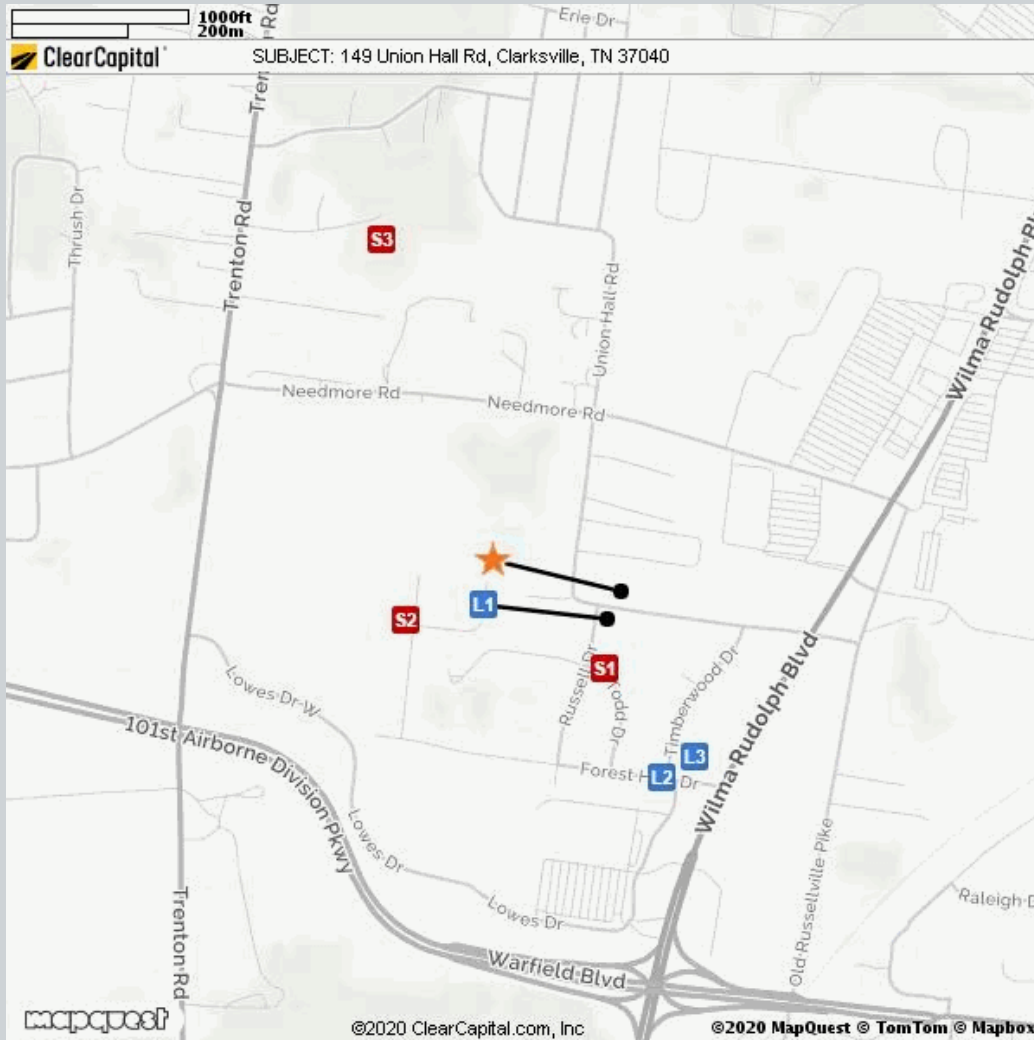 1000ft
200m
Erie Dr
ClearCapital
SUBJECT: 149 Union Hall Rd, Clarksville, TN 37040
Thrush Dr
Trenton Rd
S3
Union Hall Rd
Wilma Rudolph
Needmore Rd
Needmore Rd
L1
S2
S1
Russell Dr
Todd Dr
Timberwood Dr
Wilma Rudolph Blvd
Lowes Dr W
101st Airborne Division Pkwy
L3
L2
Forest Dr
Lowes Dr
Lowes Dr
Old Russellville Pike
Raleigh
Trenton Rd
Warfield Blvd
mapquest
©2020 ClearCapital.com, Inc
©2020 MapQuest © TomTom © Mapbox